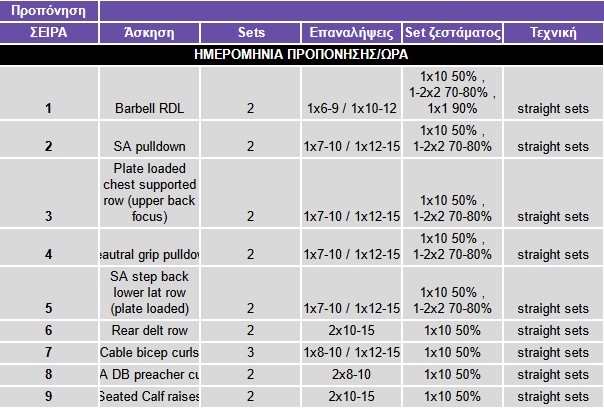 Προπόνηση
ΣΕΙΡΑ Άσκηση Sets Επαναλήψεις Set ζεστάματος Τεχνική
ΗΜΕΡΟΜΗΝΙΑ ΠΡΟΠΟΝΗΣΗΣ/ΩΡΑ
1x10 50% ,
1-2x2 70-80% ,
1 Barbell RDL 2 1x6-9 / 1x10-12 1x1 90% straight sets
1x10 50% ,
2 SA pulldown 2 1x7-10 / 1x12-15 1-2x2 70-80% straight sets
Plate loaded
chest supported
row (upper back 1x10 50% ,
3 focus) 2 1x7-10 / 1x12-15 1-2x2 70-80% straight sets
1x10 50% ,
4 eautral grip pulldow 2 1x7-10 / 1x12-15 1-2x2 70-80% straight sets
SA step back
lower lat row 1x10 50% ,
5 (plate loaded) 2 1x7-10 / 1x12-15 1-2x2 70-80% straight sets
6 Rear delt row 2 2x10-15 1x10 50% straight sets
7 Cable bicep curls 3 1x8-10 / 1x12-15 1x10 50% straight sets
8 A DB preacher cu 2 2x8-10 1x10 50% straight sets
9 Seated Calf raises 2 2x10-15 1x10 50% straight sets